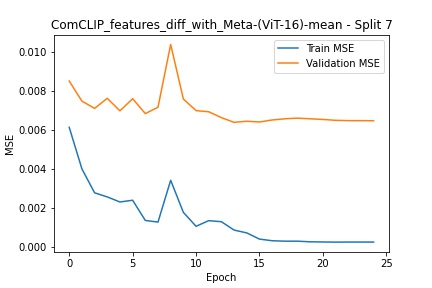 ComCLIP_features_diff_with_Meta-(ViT-16)-mean - Split 7
Train MSE
Validation MSE
MSE
0.010
0.008
0.006
0.004
0.002
0.000
0 5 10 15 20 25
Epoch